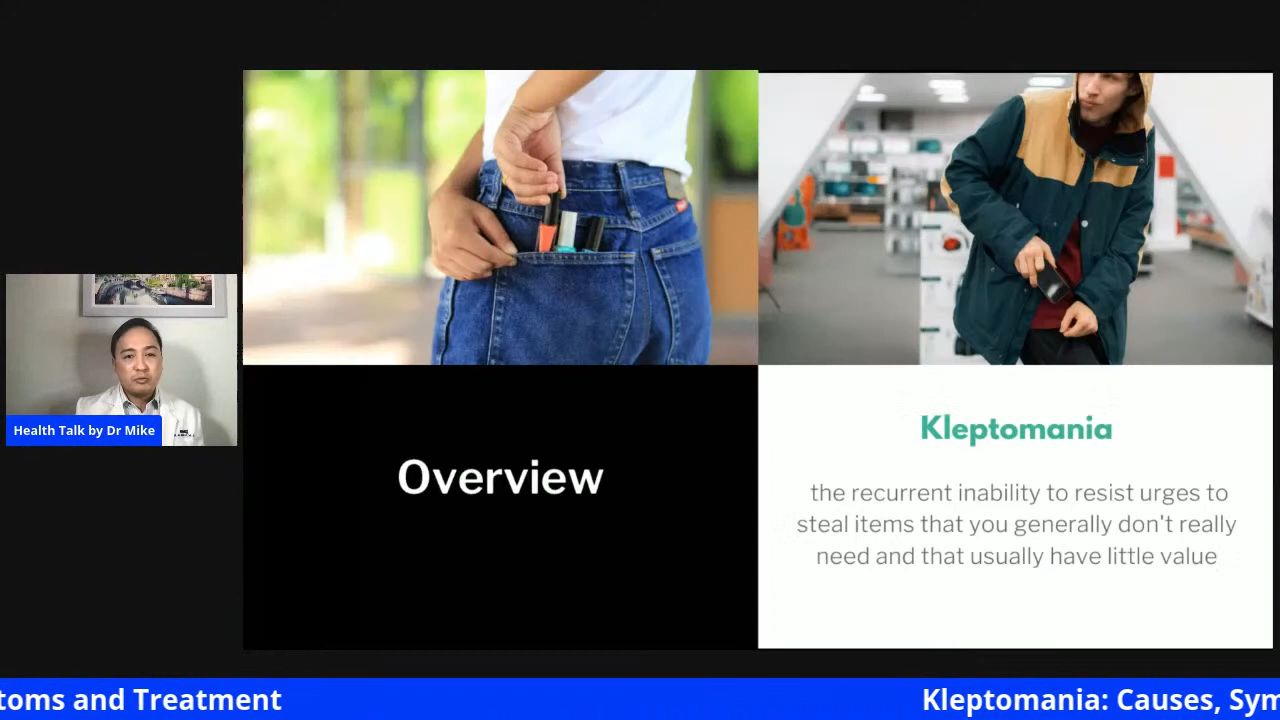 Health Talk by Dr Mike
Overview
Kleptomania
the recurrent inability to resist urges to
steal items that you generally don't really
need and that usually have little value
toms and Treatment
Kleptomania: Causes, Sym